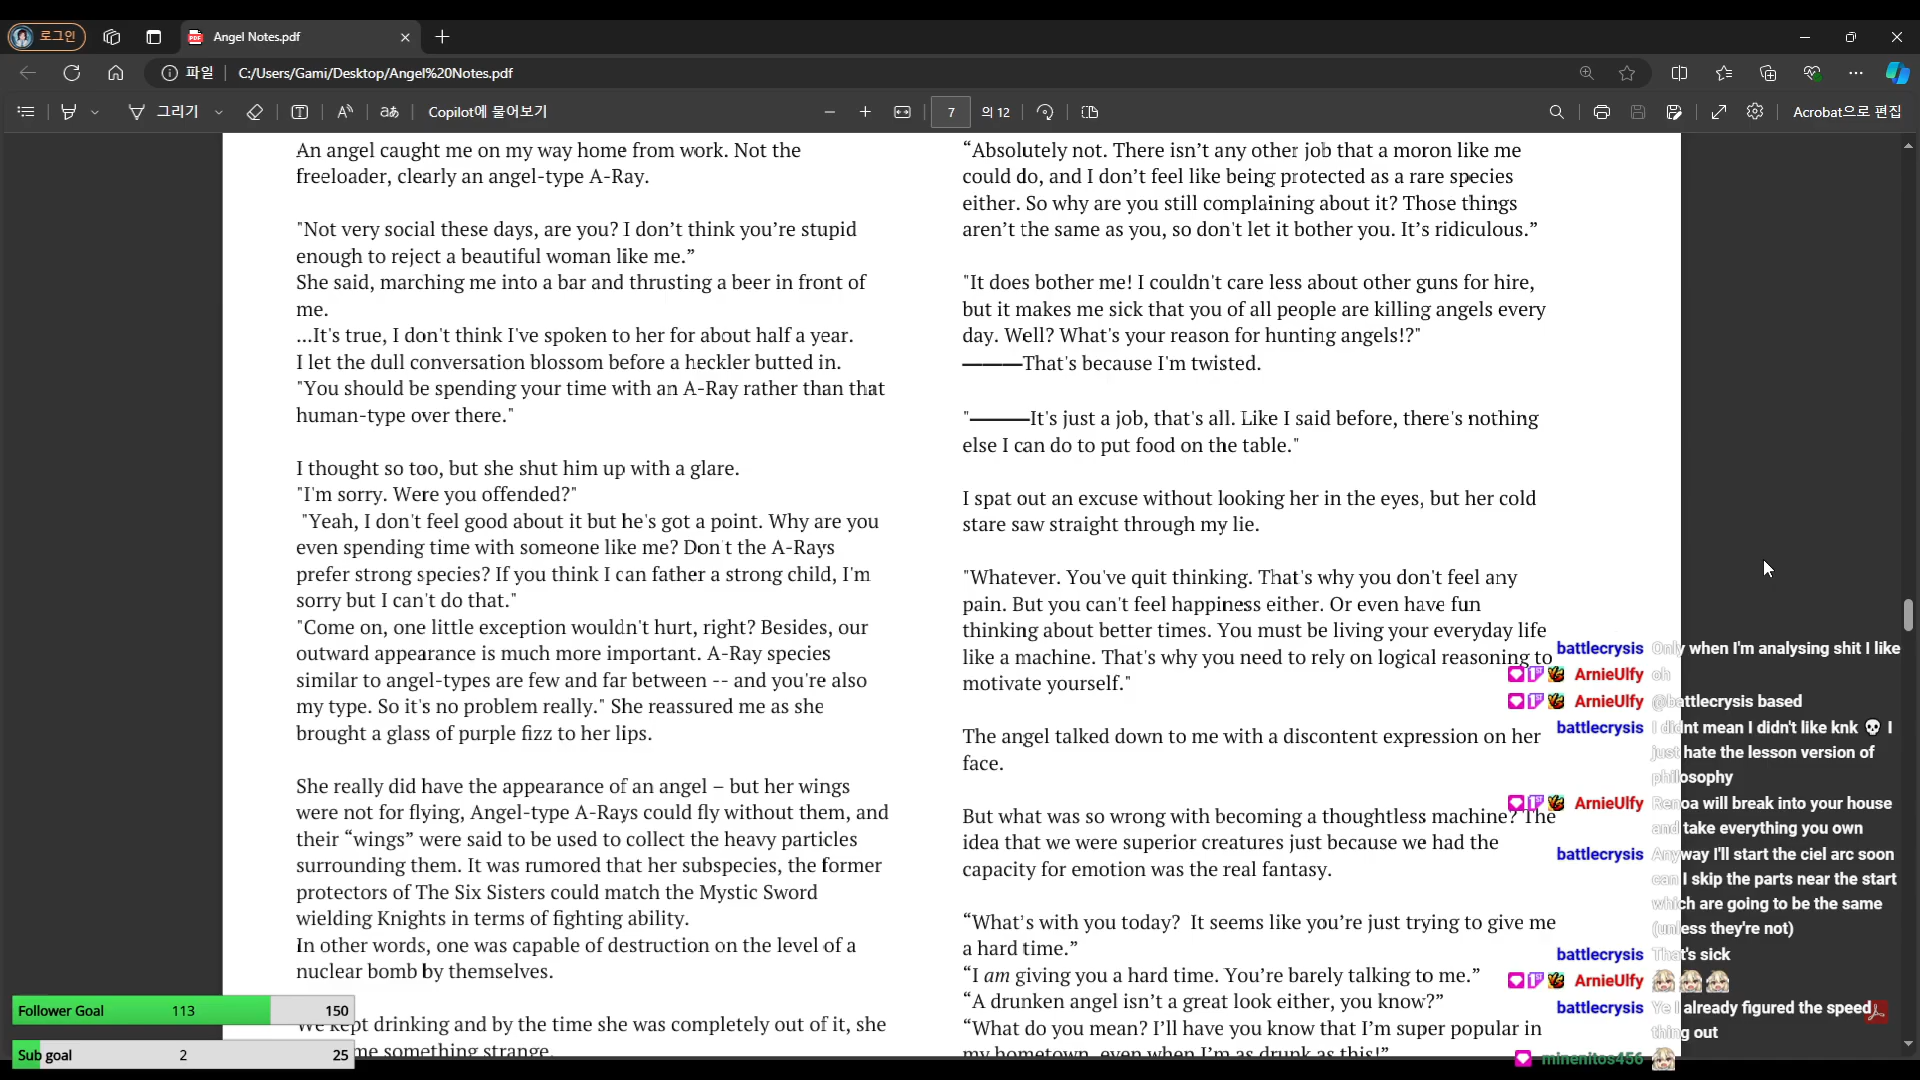 로그인
Angel Notes.pdf
파일
C:/Users/Gami/Desktop/Angel%20Notes.pdf
그리기
Copilot에 물어보기
7
의 12
Acrobat으로 편집
An angel caught me on my way home from work. Not the
freeloader, clearly an angel-type A-Ray.
"Not very social these days, are you? I don’t think you’re stupid
enough to reject a beautiful woman like me.”
She said, marching me into a bar and thrusting a beer in front of
me.
...It's true, I don't think I've spoken to her for about half a year.
I let the dull conversation blossom before a heckler butted in.
"You should be spending your time with an A-Ray rather than that
human-type over there."
I thought so too, but she shut him up with a glare.
"I'm sorry. Were you offended?"
"Yeah, I don't feel good about it but he's got a point. Why are you
even spending time with someone like me? Don't the A-Rays
prefer strong species? If you think I can father a strong child, I'm
sorry but I can't do that."
"Come on, one little exception wouldn't hurt, right? Besides, our
outward appearance is much more important. A-Ray species
similar to angel-types are few and far between -- and you're also
my type. So it's no problem really." She reassured me as she
brought a glass of purple fizz to her lips.
She really did have the appearance of an angel – but her wings
were not for flying, Angel-type A-Rays could fly without them, and
their “wings” were said to be used to collect the heavy particles
surrounding them. It was rumored that her subspecies, the former
protectors of The Six Sisters could match the Mystic Sword
wielding Knights in terms of fighting ability.
In other words, one was capable of destruction on the level of a
nuclear bomb by themselves.
We kept drinking and by the time she was completely out of it, she
me something strange.
“Absolutely not. There isn’t any other job that a moron like me
could do, and I don’t feel like being protected as a rare species
either. So why are you still complaining about it? Those things
aren’t the same as you, so don't let it bother you. It’s ridiculous.”
"It does bother me! I couldn't care less about other guns for hire,
but it makes me sick that you of all people are killing angels every
day. Well? What's your reason for hunting angels!?"
———That's because I'm twisted.
"———It's just a job, that's all. Like I said before, there's nothing
else I can do to put food on the table."
I spat out an excuse without looking her in the eyes, but her cold
stare saw straight through my lie.
"Whatever. You've quit thinking. That's why you don't feel any
pain. But you can't feel happiness either. Or even have fun
thinking about better times. You must be living your everyday life
like a machine. That's why you need to rely on logical reasoning to
motivate yourself."
The angel talked down to me with a discontent expression on her
face.
But what was so wrong with becoming a thoughtless machine? The
idea that we were superior creatures just because we had the
capacity for emotion was the real fantasy.
“What’s with you today?  It seems like you’re just trying to give me
a hard time.”
“I am giving you a hard time. You’re barely talking to me.”
“A drunken angel isn’t a great look either, you know?”
“What do you mean? I’ll have you know that I’m super popular in
my hometown, even when I’m as drunk as this!”
battlecrysis Only when I'm analysing shit I like
ArnieUlfy oh
ArnieUlfy @battlecrysis based
battlecrysis I didnt mean I didn't like knk 💀 I
just hate the lesson version of
philosophy
ArnieUlfy Renoa will break into your house
and take everything you own
battlecrysis Anyway I'll start the ciel arc soon
can I skip the parts near the start
which are going to be the same
(unless they're not)
battlecrysis That's sick
ArnieUlfy
battlecrysis Ye I already figured the speed
thing out
minenitos456
Follower Goal 113 150
Sub goal 2 25